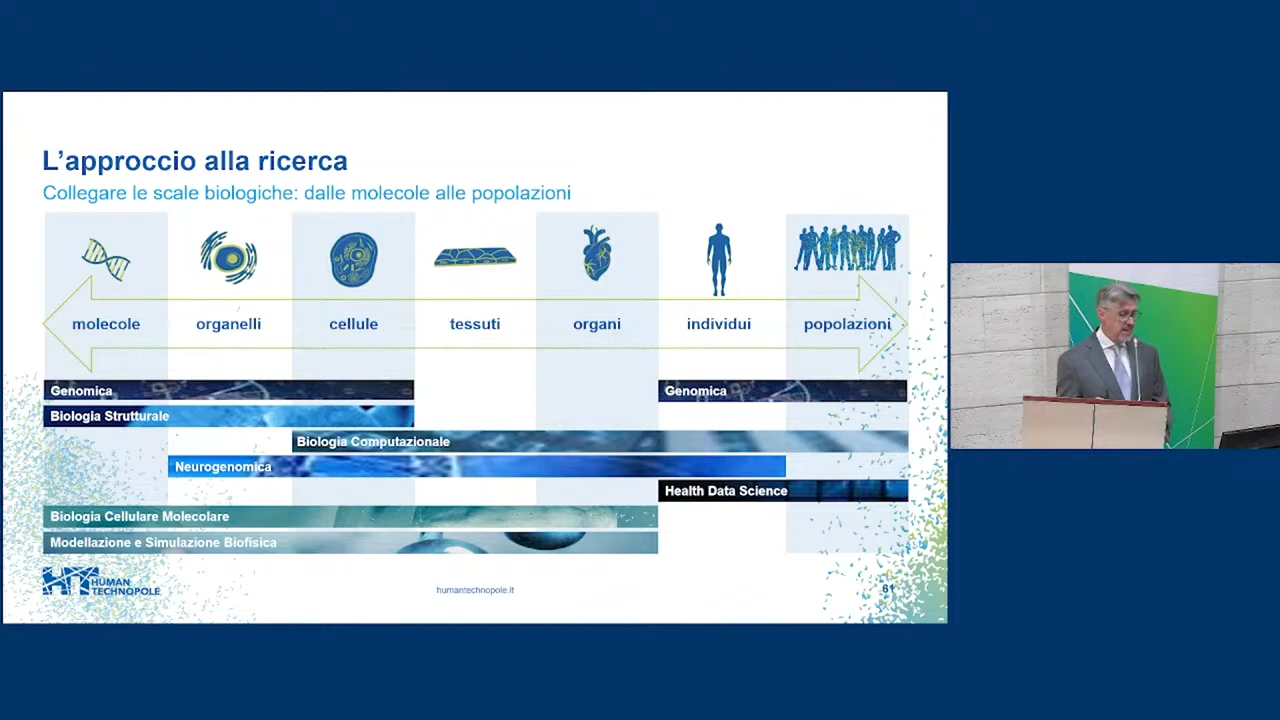 L'approccio alla ricerca
Collegare le scale biologiche: dalle molecole alle popolazioni
molecole organelli cellule tessuti organi individui popolazioni
Genomica Genomica
Biologia Strutturale
Biologia Computazionale
Neurogenomica
Health Data Science
Biologia Cellulare Molecolare
Modellazione e Simulazione Biofisica
HT HUMAN
TECHNOPOLE
humantechnopole.it
61